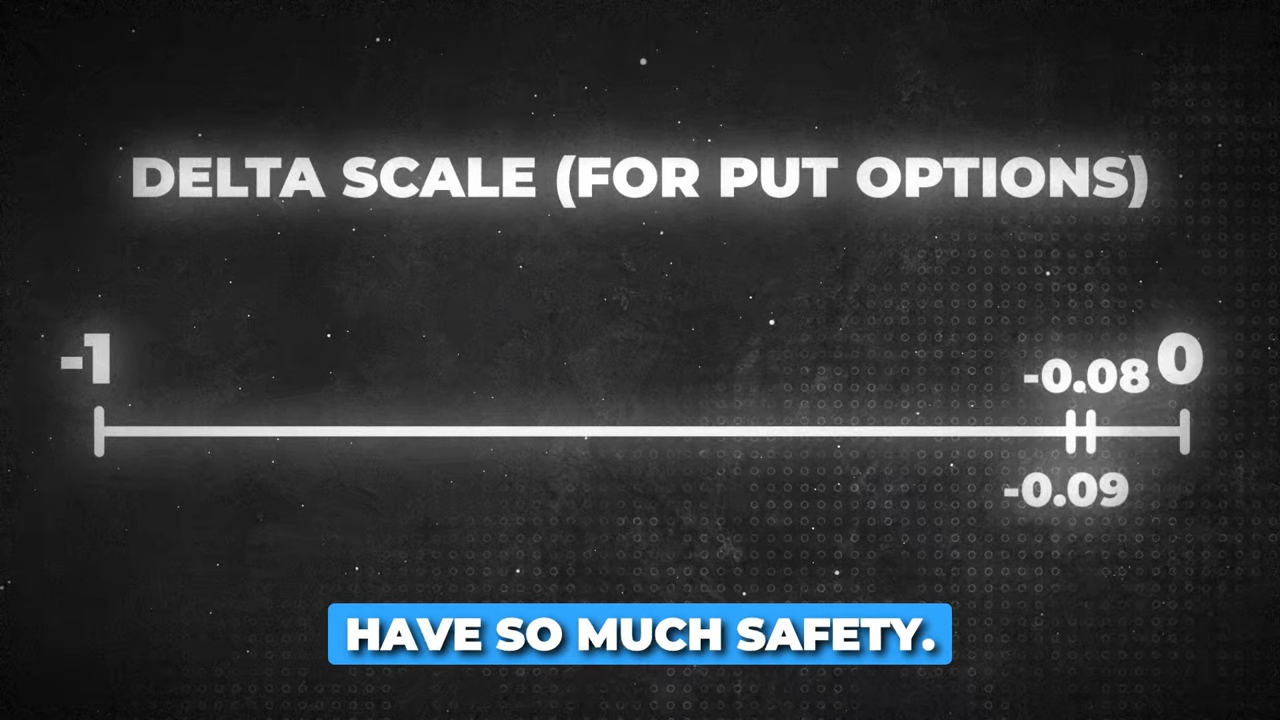 DELTA SCALE (FOR PUT OPTIONS)
-1
-0.08
0
-0.09
HAVE SO MUCH SAFETY.